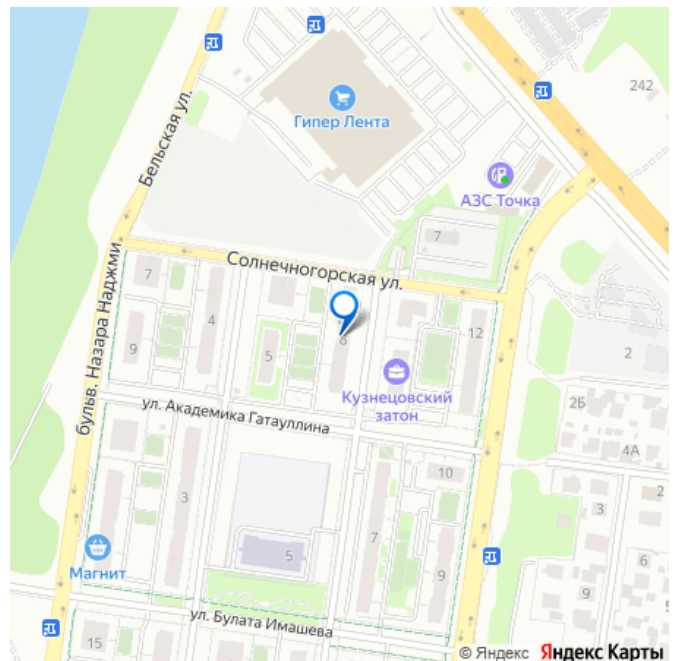 242
Гипер Лента
Бельская ул.
АЗС Точка
7
Солнечногорская ул.
7
4
8
12
9
5
2
бульв. Назара Наджми
Кузнецовский
затон
ул. Академика Гатауллина
2Б
4А
10
2
3
3
7
5
Магнит
9
9
ул. Булата Имашева
15
© Яндекс Яндекс Карты